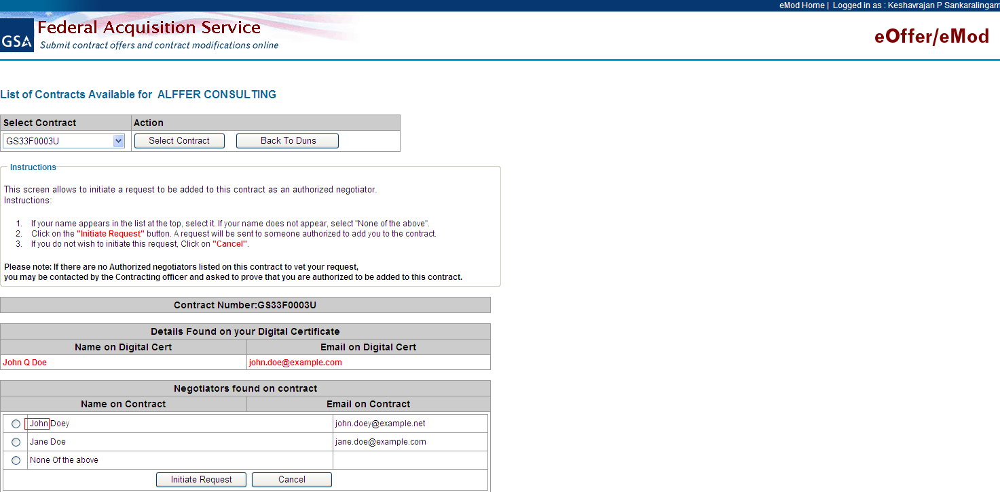 eMod Home | Logged in as : Keshavrajan P Sankaralingam
GSA
Federal Acquisition Service
Submit contract offers and contract modifications online
eOffer/eMod
List of Contracts Available for ALFFER CONSULTING
Select Contract Action
GS33F0003U Select Contract Back To Duns
Instructions
This screen allows to initiate a request to be added to this contract as an authorized negotiator.
Instructions:
1. If your name appears in the list at the top, select it. If your name does not appear, select "None of the above".
2. Click on the "Initiate Request" button. A request will be sent to someone authorized to add you to the contract.
3. If you do not wish to initiate this request, Click on "Cancel".
Please note: If there are no Authorized negotiators listed on this contract to vet your request,
you may be contacted by the Contracting officer and asked to prove that you are authorized to be added to this contract.
Contract Number:GS33F0003U
Details Found on your Digital Certificate
Name on Digital Cert Email on Digital Cert
John Q Doe john.doe@example.com
Negotiators found on contract
Name on Contract Email on Contract
John Doey john.doey@example.net
Jane Doe jane.doe@example.com
None Of the above
Initiate Request Cancel